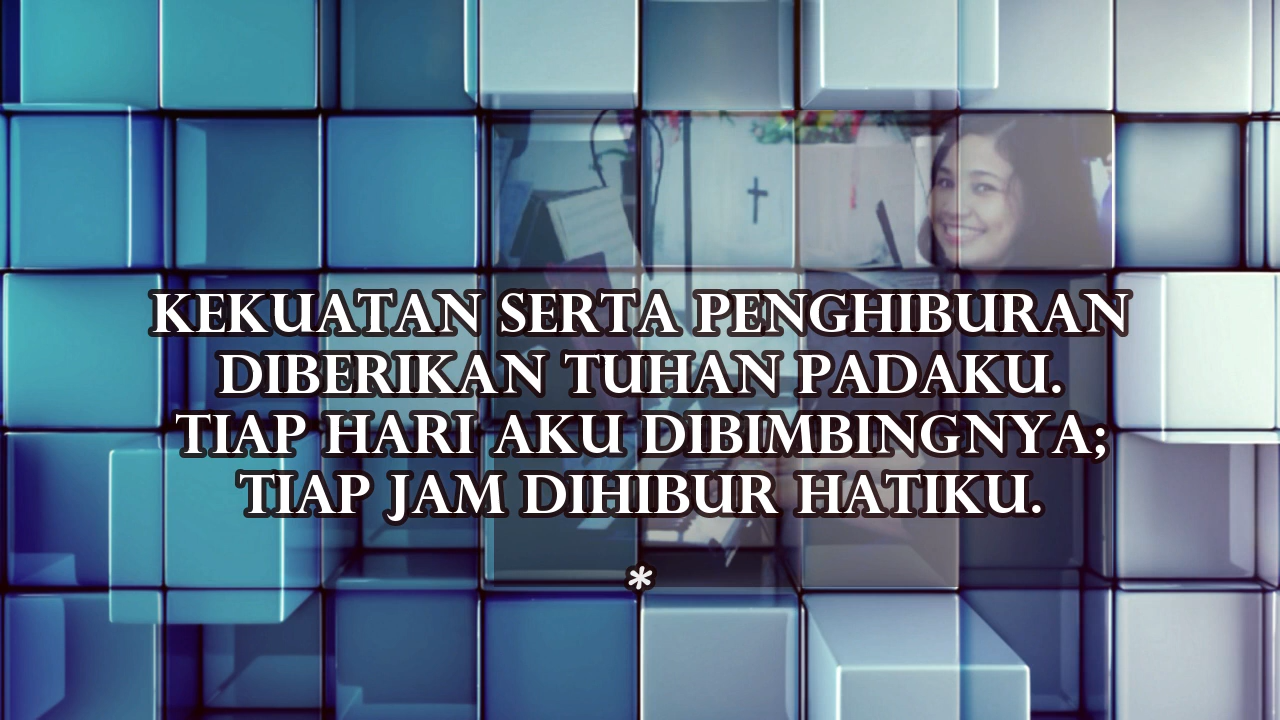 KEKUATAN SERTA PENGHIBURAN
DIBERIKAN TUHAN PADAKU.
TIAP HARI AKU DIBIMBINGNYA;
TIAP JAM DIHIBUR HATIKU.
*